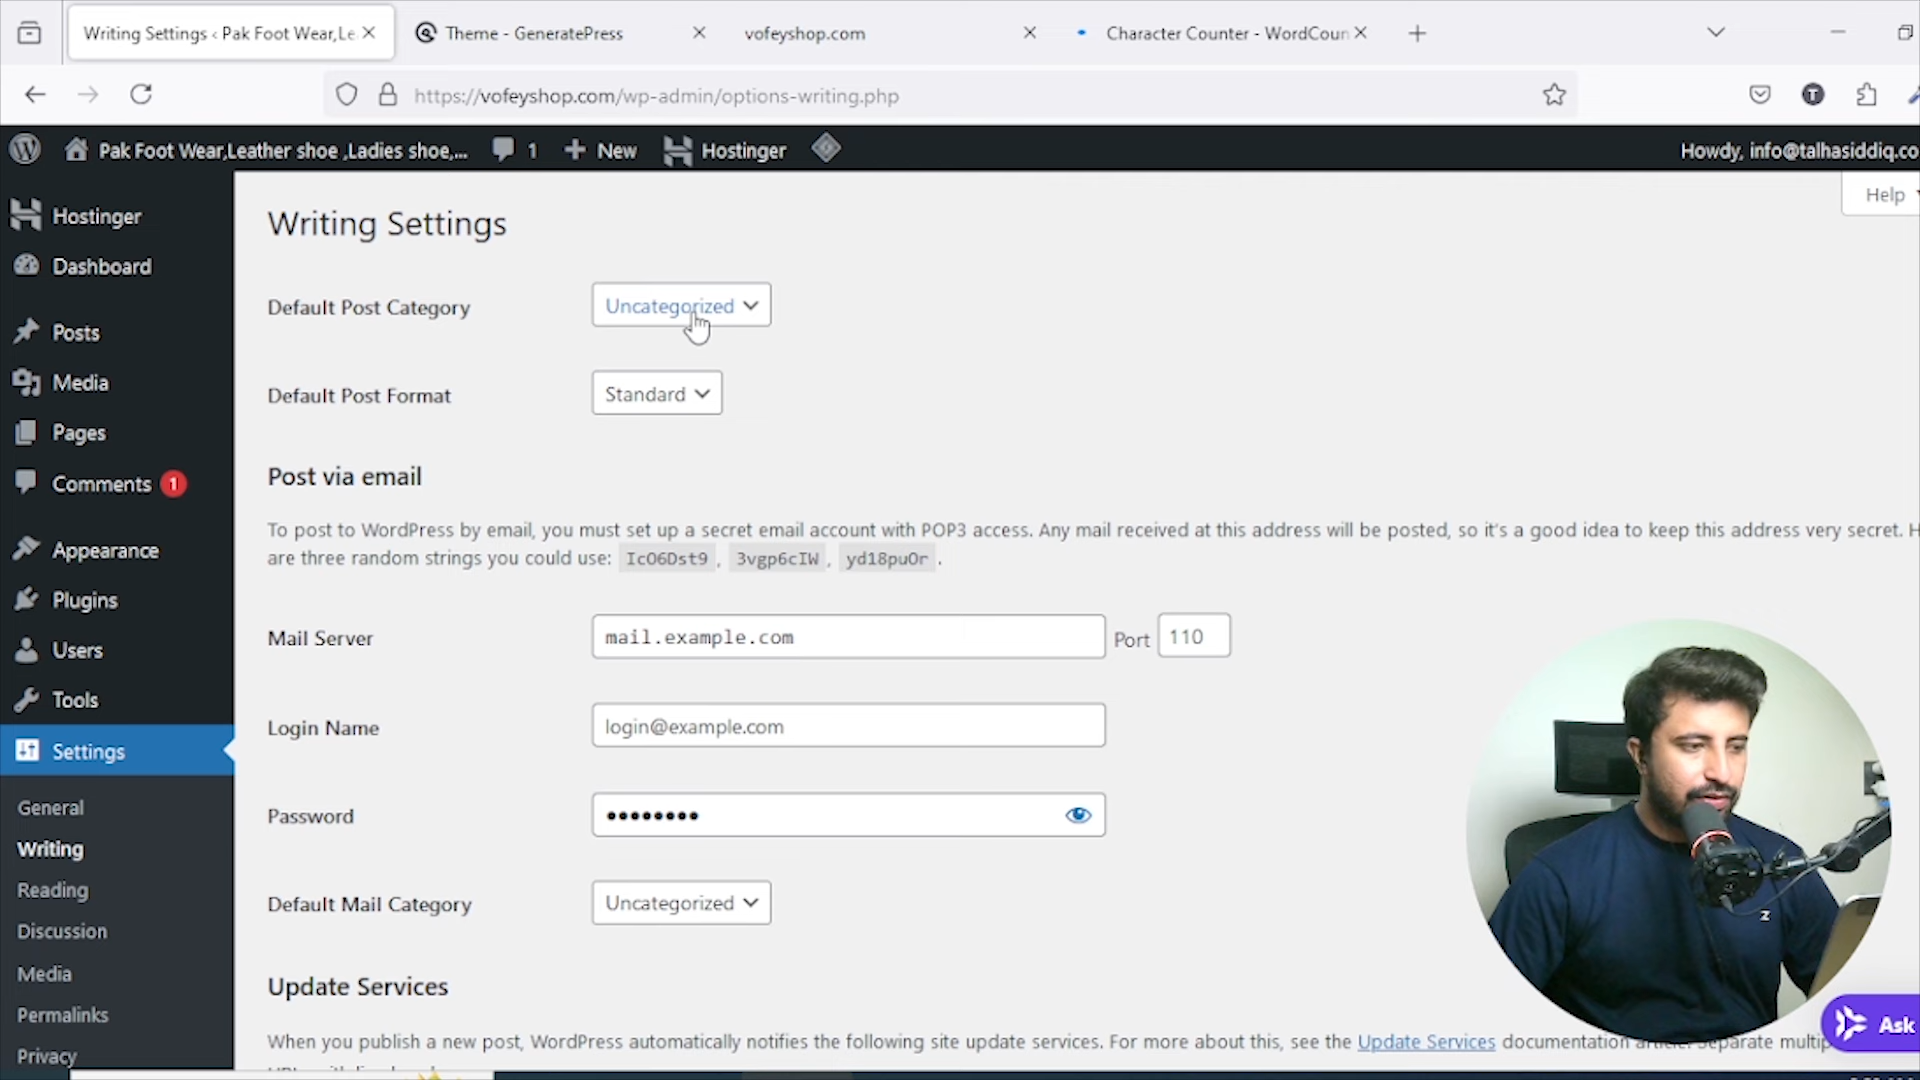 Writing Settings ‹ Pak Foot Wear,Le
Theme - GeneratePress
vofeyshop.com
Character Counter - WordCoun
https://vofeyshop.com/wp-admin/options-writing.php
T
Pak Foot Wear,Leather shoe ,Ladies shoe,...
1
New
Hostinger
Howdy, info@talhasiddiq.co
Help
Hostinger
Dashboard
Posts
Media
Pages
Comments 1
Appearance
Plugins
Users
Tools
Settings
General
Writing
Reading
Discussion
Media
Permalinks
Privacy
Writing Settings
Default Post Category
Uncategorized
Default Post Format
Standard
Post via email
To post to WordPress by email, you must set up a secret email account with POP3 access. Any mail received at this address will be posted, so it's a good idea to keep this address very secret. H
are three random strings you could use: IcO6Dst9 , 3vgp6cIW , yd18puOr .
Mail Server
mail.example.com
Port 110
Login Name
login@example.com
Password
Default Mail Category
Uncategorized
Update Services
When you publish a new post, WordPress automatically notifies the following site update services. For more about this, see the Update Services documentation article. Separate multip
Ask